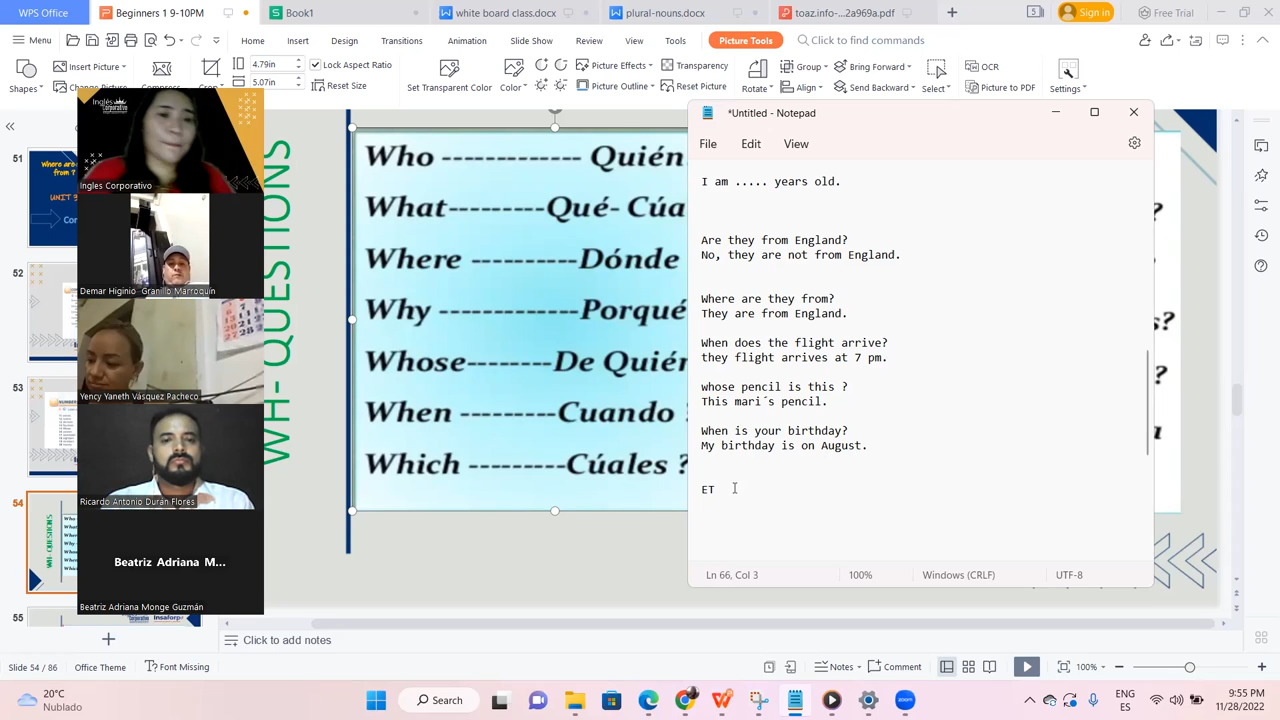 WPS Office
Beginners 1 9-10PM
Book1
white board class.docx
plural-nouns.docx
toaz.info-...2a969a.pdf
5
Sign in
Free Trial
Menu
Home
Insert
Design
Transitions
Animation
Slide Show
Review
View
Tools
Picture Tools
Click to find commands
Shapes
Insert Picture
4.79in
5.07in
Lock Aspect Ratio
Reset Size
Set Transparent Color
Color
Picture Effects
Picture Outline
Transparency
Reset Picture
Rotate
Group
Align
Bring Forward
Send Backward
Select
OCR
Picture to PDF
Settings
51
52
53
54
55
Inglés
Corporativo
Ingles Corporativo
Demar Higinio Granillo Marroquín
Yency Yaneth Vásquez Pacheco
Ricardo Antonio Durán Flores
Beatriz Adriana M...
Beatriz Adriana Monge Guzmán
WH- QUESTIONS
Who ------------ Quién
What---------Qué- Cúa
Where ----------Dónde
Why ------------Porqué
Whose-------De Quién
When ---------Cuando
Which --------Cúales ?
*Untitled - Notepad
File
Edit
View
I am ..... years old.
Are they from England?
No, they are not from England.
Where are they from?
They are from England.
When does the flight arrive?
they flight arrives at 7 pm.
whose pencil is this ?
This mari´s pencil.
When is your birthday?
My birthday is on August.
ET
Ln 66, Col 3
100%
Windows (CRLF)
UTF-8
Click to add notes
Slide 54 / 86
Office Theme
Font Missing
Notes
Comment
100%
20°C
Nublado
Search
ENG
ES
9:55 PM
11/28/2022